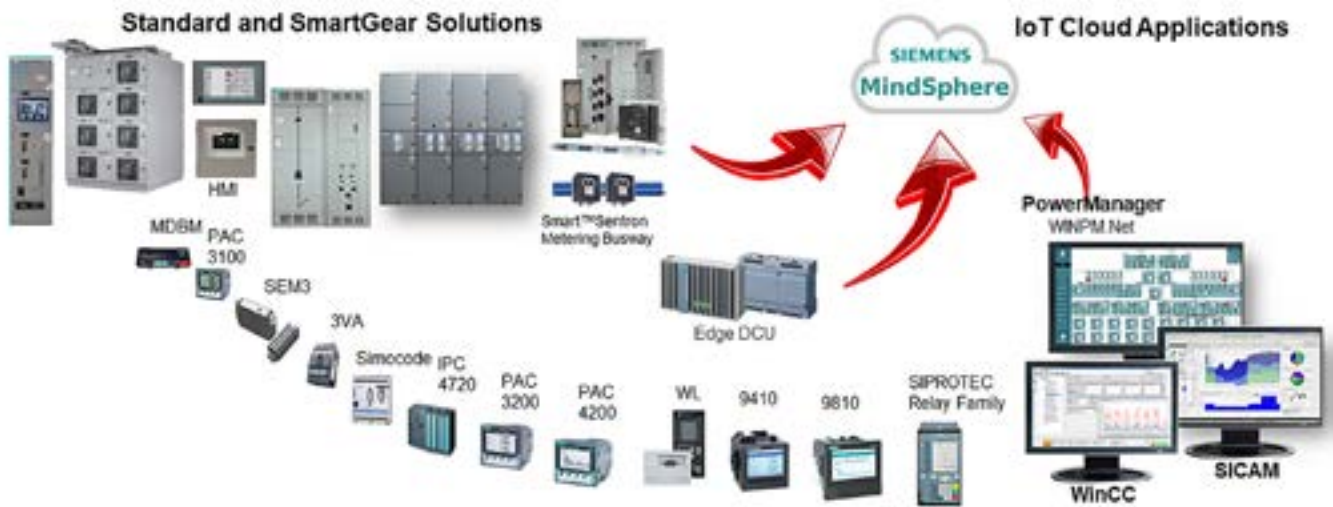 Standard and SmartGear Solutions
IoT Cloud Applications
SIEMENS
MindSphere
HMI
Smart™Sentron
Metering Busway
PowerManager
WINPM.Net
MDBM
PAC
3100
SEM3
3VA
Simocode
IPC
4720
PAC
3200
PAC
4200
Edge DCU
WL
9410
9810
SIPROTEC
Relay Family
WinCC
SICAM